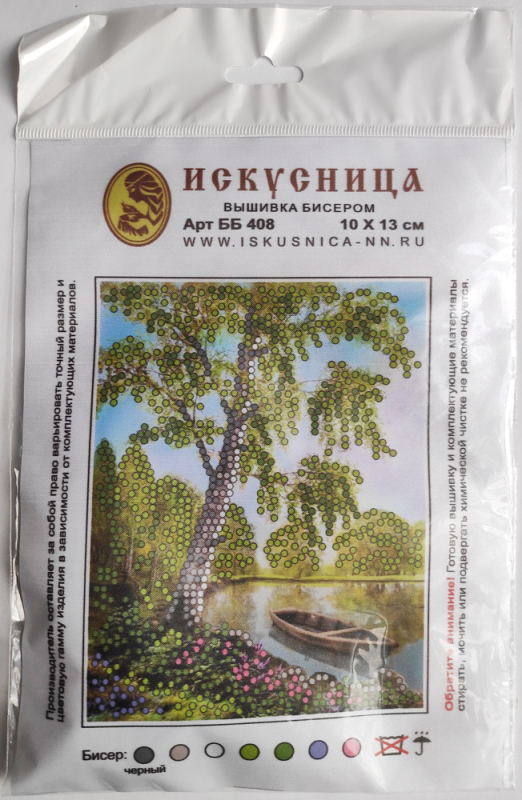 ИСКУСНИЦА
ВЫШИВКА БИСЕРОМ
Арт ББ 408 10 Х 13 см
WWW.ISKUSNICA-NN.RU
Производитель оставляет за собой право варьировать точный размер и
цветовую гамму изделия в зависимости от комплектующих материалов.
Обратите внимание! Готовую вышивку и комплектующие материалы
стирать, мочить или подвергать химической чистке не рекомендуется.
Бисер:
черный